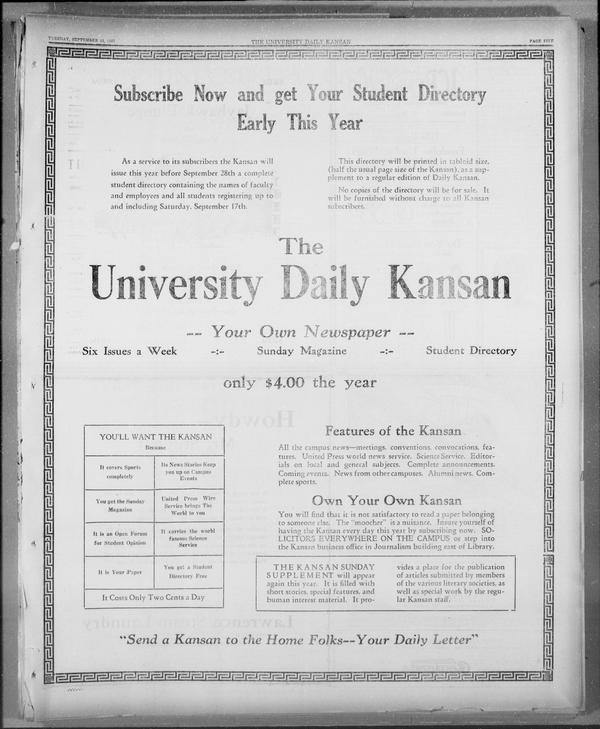 TUESDAY, SEPTEMBER
THE UNIVERSITY DAILY KANSAN
PAGE FIVE
Subscribe Now and get Your Student Directory
Early This Year
As a service to its subscribers the Kansan will
issue this year before September 28th a complete
student directory containing the names of faculty
and employees and all students registering up to
and including Saturday, September 17th.
This directory will be printed in tabloid size,
(half the usual page size of the Kansan), as a sup-
plement to a regular edition of Daily Kansan.
No copies of the directory will be for sale. It
will be furnished without charge to all Kansan
subscribers.
The
University Daily Kansan
-- Your Own Newspaper --
Six Issues a Week -:- Sunday Magazine -:- Student Directory
only $4.00 the year
YOU'LL WANT THE KANSAN
Because
It covers Sports
completely
Its News Stories Keep
you up on Campus
Events
You get the Sunday
Magazine
United Press Wire
Service brings The
World to you
It is an Open Forum
for Student Opinion
It carries the world
famous Science
Service
It is Your Paper
You get a Student
Directory Free
It Costs Only Two Cents a Day
Features of the Kansan
All the campus news—meetings, conventions, convocations, fea-
tures. United Press world news service. Science Service. Editor-
ials on local and general subjects. Complete announcements.
Coming events. News from other campuses. Alumni news. Com-
plete sports.
Own Your Own Kansan
You will find that it is not satisfactory to read a paper belonging
to someone else. The "moocher" is a nuisance. Insure yourself of
having the Kansan every day this year by subscribing now. SO-
LICITORS EVERYWHERE ON THE CAMPUS or step into
the Kansan business office in Journalism building east of Library.
THE KANSAN SUNDAY
SUPPLEMENT will appear
again this year. It is filled with
short stories, special features, and
human interest material. It pro-
vides a place for the publication
of articles submitted by members
of the various literary societies, as
well as special work by the regu-
lar Kansan staff.
"Send a Kansan to the Home Folks--Your Daily Letter"